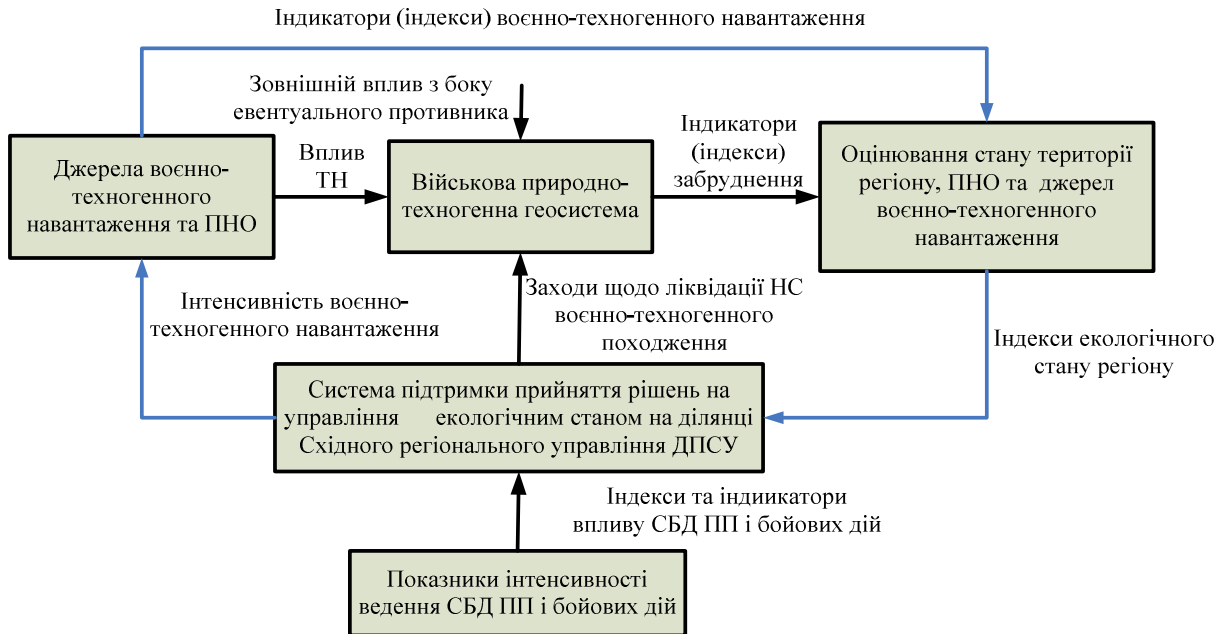 Індикатори (індекси) воєнно-техногенного навантаження
Зовнішній вплив з боку
евентуального противника
Джерела воєнно-
техногенного
навантаження та ПНО
Вплив
ТН
Військова природно-
техногенна геосистема
Індикатори
(індекси)
забруднення
Оцінювання стану території
регіону, ПНО та джерел
воєнно-техногенного
навантаження
Інтенсивність воєнно-
техногенного навантаження
Заходи щодо ліквідації НС
воєнно-техногенного
походження
Індекси екологічного
стану регіону
Система підтримки прийняття рішень на
управління екологічним станом на ділянці
Східного регіонального управління ДПСУ
Індекси та індиикатори
впливу СБД ПП і бойових дій
Показники інтенсивності
ведення СБД ПП і бойових дій